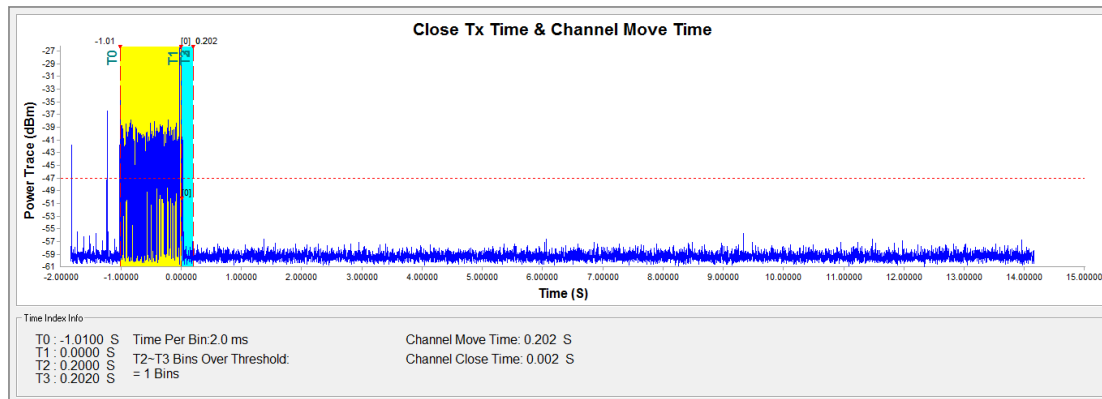 Close Tx Time & Channel Move Time
-1.01 [0] 0.202
T0 T1 T2
Power Trace (dBm)
-27
-29
-31
-33
-35
-37
-39
-41
-43
-45
-47
-49
-51
-53
-55
-57
-59
-61
[0]
-2.00000 -1.0000 0.00000 1.00000 2.00000 3.00000 4.00000 5.00000 6.00000 7.00000 8.00000 9.00000 10.00000 11.00000 12.00000 13.00000 14.00000 15.00000
Time (S)
Time Index Info
T0 : -1.0100 S Time Per Bin:2.0 ms Channel Move Time: 0.202 S
T1 : 0.0000 S
T2 : 0.2000 S T2~T3 Bins Over Threshold: Channel Close Time: 0.002 S
T3 : 0.2020 S = 1 Bins